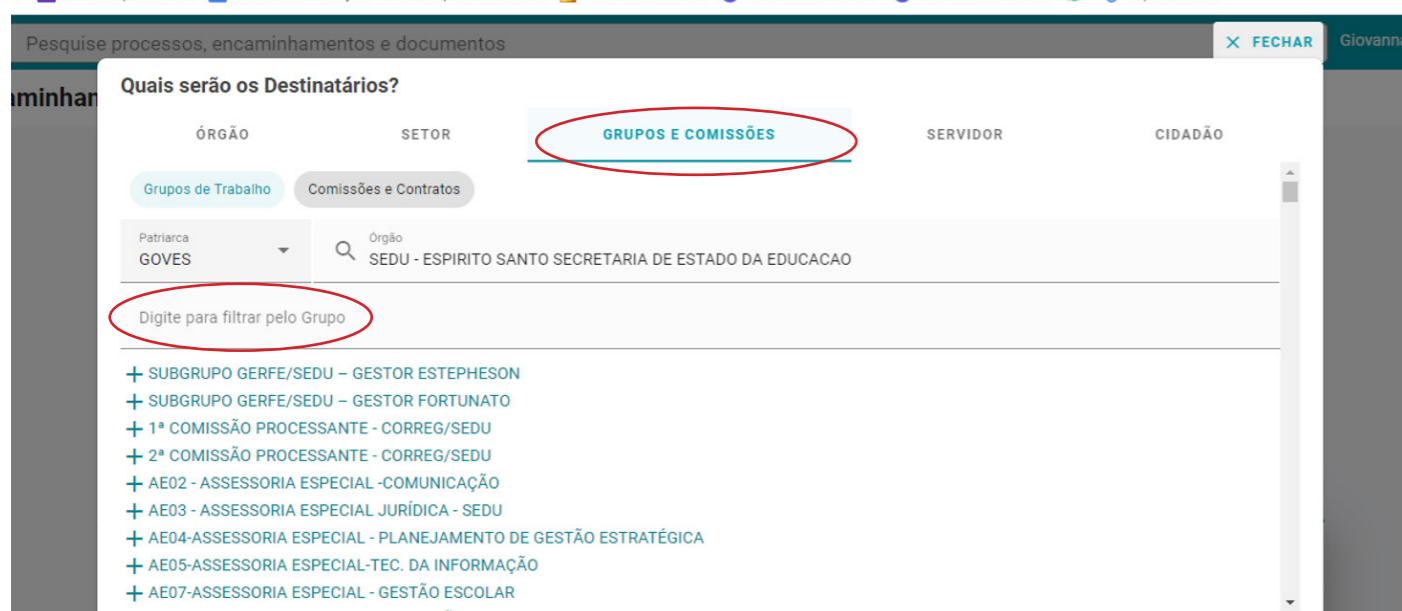 Pesquise processos, encaminhamentos e documentos
FECHAR
Giovanna
aminhan
Quais serão os Destinatários?
ÓRGÃO
SETOR
GRUPOS E COMISSÕES
SERVIDOR
CIDADÃO
Grupos de Trabalho
Comissões e Contratos
Patriarca
GOVES
Órgão
SEDU - ESPIRITO SANTO SECRETARIA DE ESTADO DA EDUCACAO
Digite para filtrar pelo Grupo
+ SUBGRUPO GERFE/SEDU – GESTOR ESTEPHESON
+ SUBGRUPO GERFE/SEDU – GESTOR FORTUNATO
+ 1ª COMISSÃO PROCESSANTE - CORREG/SEDU
+ 2ª COMISSÃO PROCESSANTE - CORREG/SEDU
+ AE02 - ASSESSORIA ESPECIAL -COMUNICAÇÃO
+ AE03 - ASSESSORIA ESPECIAL JURÍDICA - SEDU
+ AE04-ASSESSORIA ESPECIAL - PLANEJAMENTO DE GESTÃO ESTRATÉGICA
+ AE05-ASSESSORIA ESPECIAL-TEC. DA INFORMAÇÃO
+ AE07-ASSESSORIA ESPECIAL - GESTÃO ESCOLAR